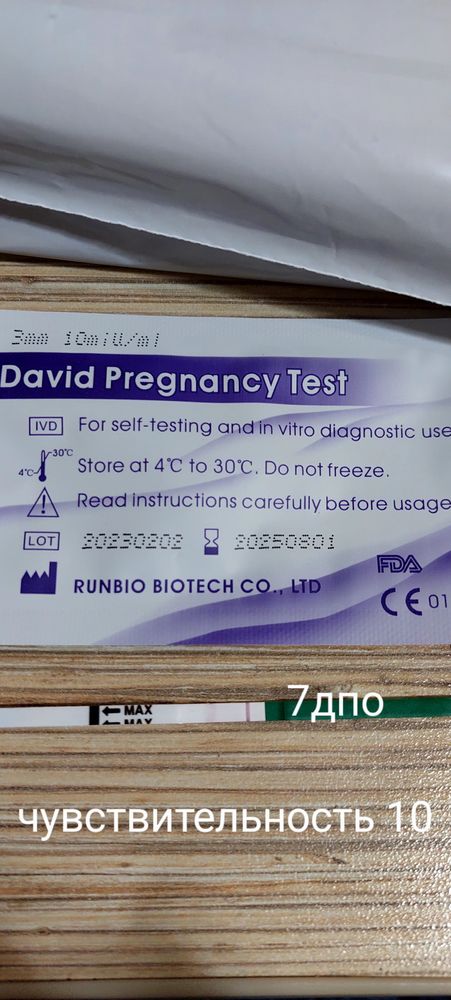 3mm 10mIU/ml
David Pregnancy Test
IVD For self-testing and in vitro diagnostic use
4℃ 30℃ Store at 4℃ to 30℃. Do not freeze.
Read instructions carefully before usage
LOT 20230202 20250801
FDA
RUNBIO BIOTECH CO., LTD
CE 01
7дпо
MAX
MAX
чувствительность 10